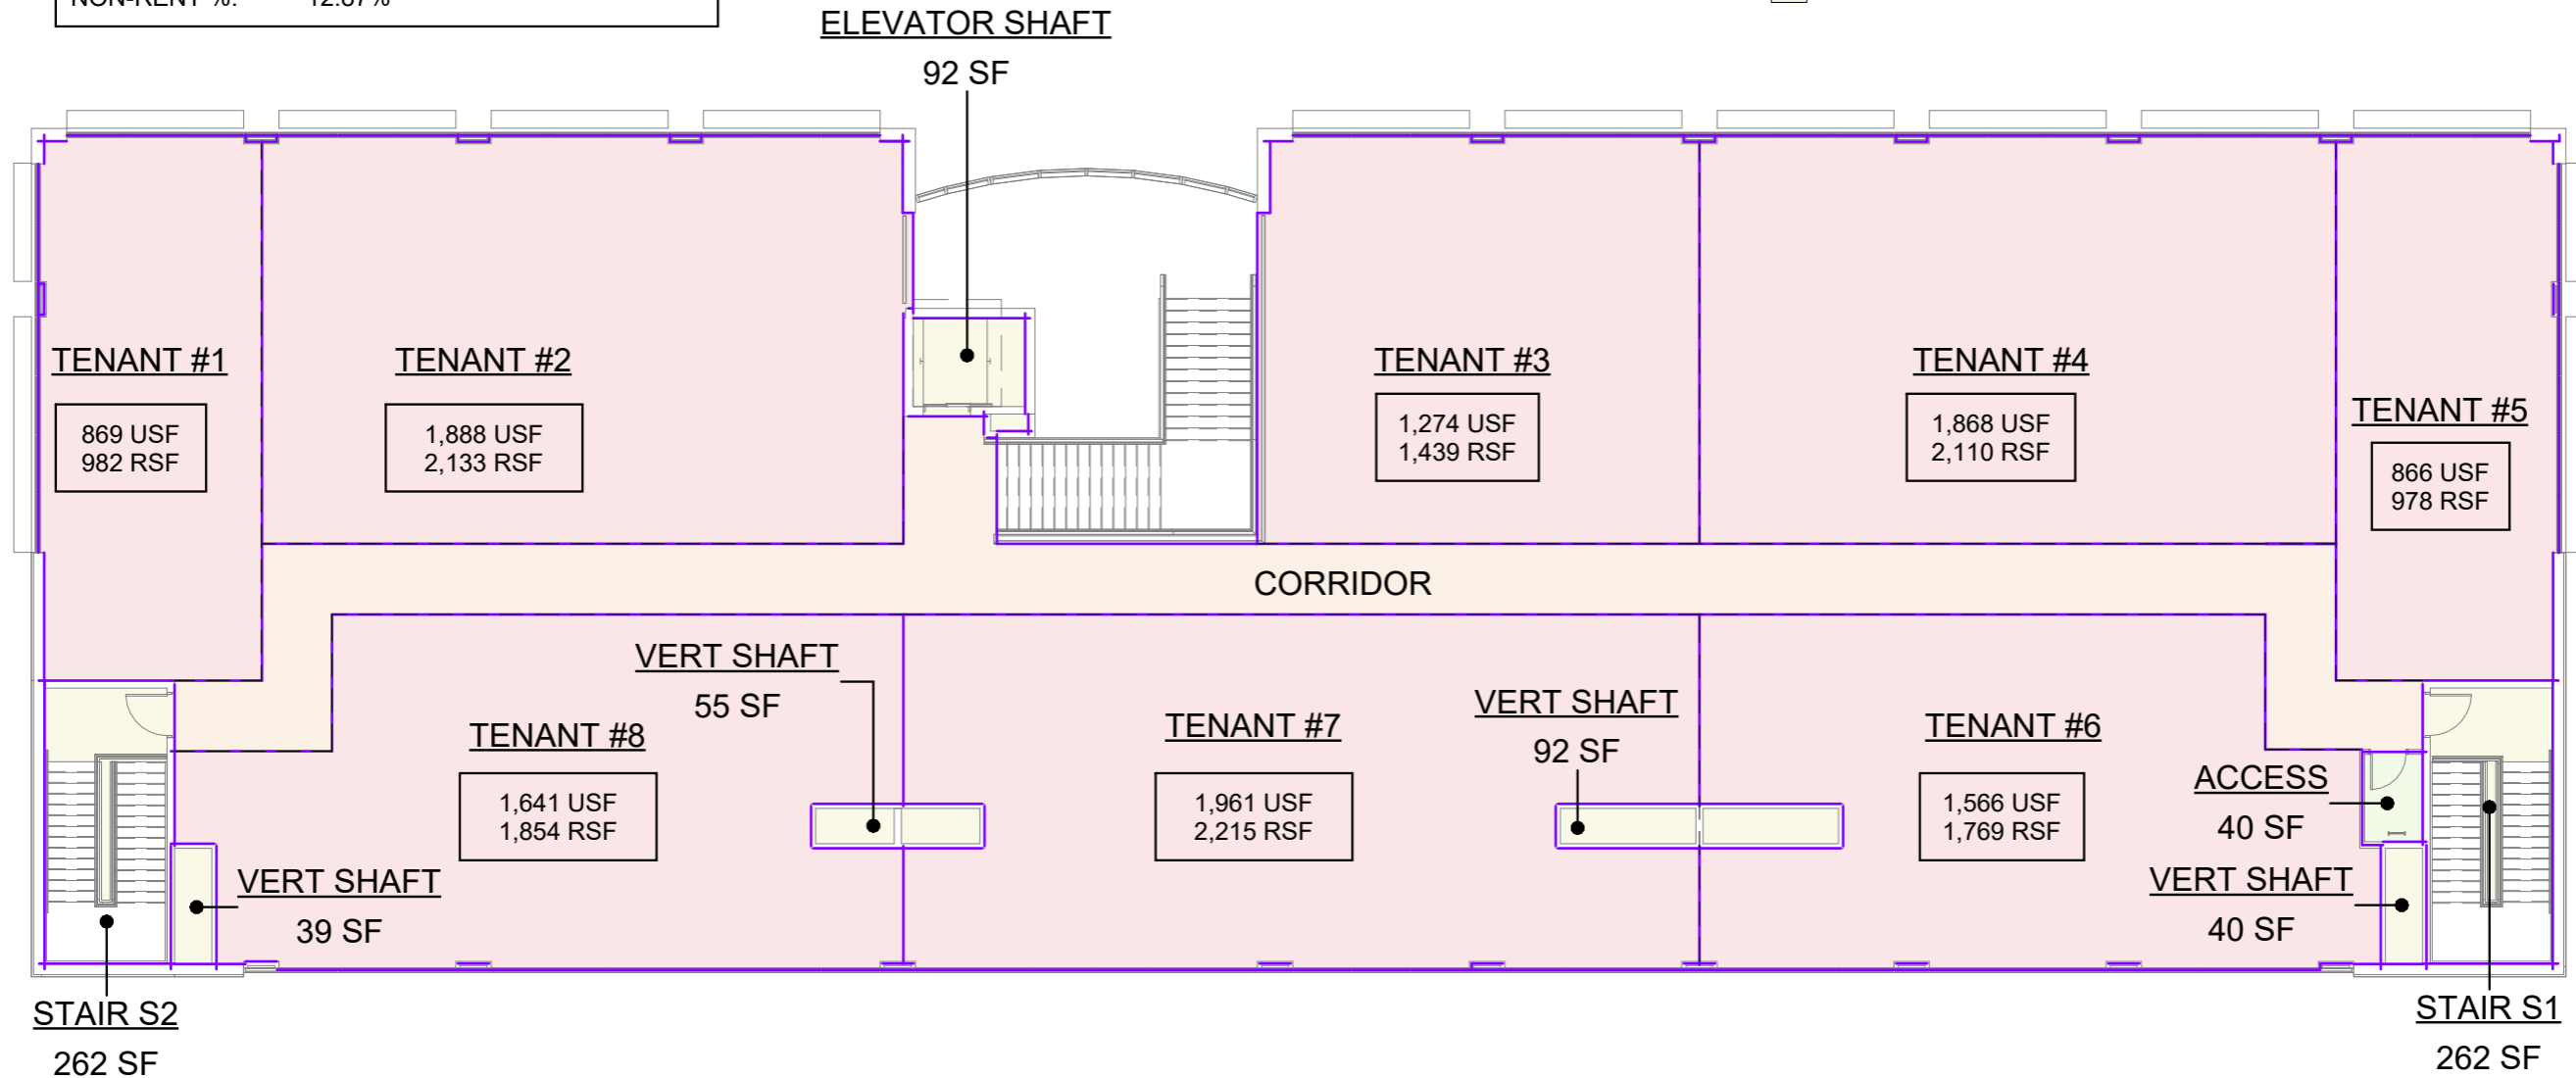 NON-RENT %: 12.87%
ELEVATOR SHAFT
92 SF
TENANT #1
869 USF
982 RSF
TENANT #2
1,888 USF
2,133 RSF
TENANT #3
1,274 USF
1,439 RSF
TENANT #4
1,868 USF
2,110 RSF
TENANT #5
866 USF
978 RSF
CORRIDOR
VERT SHAFT
55 SF
VERT SHAFT
92 SF
TENANT #8
1,641 USF
1,854 RSF
TENANT #7
1,961 USF
2,215 RSF
TENANT #6
1,566 USF
1,769 RSF
ACCESS
40 SF
VERT SHAFT
39 SF
VERT SHAFT
40 SF
STAIR S2
262 SF
STAIR S1
262 SF